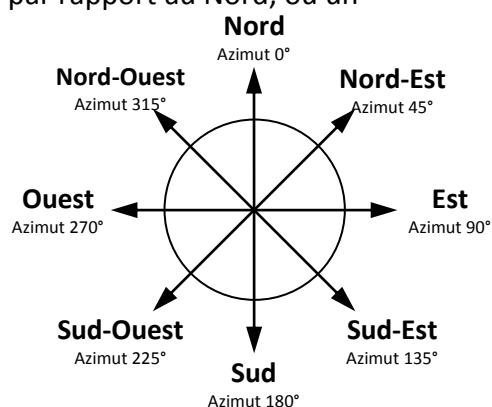 par rapport au Nord, ou un
Nord
Azimut 0°
Nord-Ouest
Azimut 315°
Nord-Est
Azimut 45°
Ouest
Azimut 270°
Est
Azimut 90°
Sud-Ouest
Azimut 225°
Sud-Est
Azimut 135°
Sud
Azimut 180°